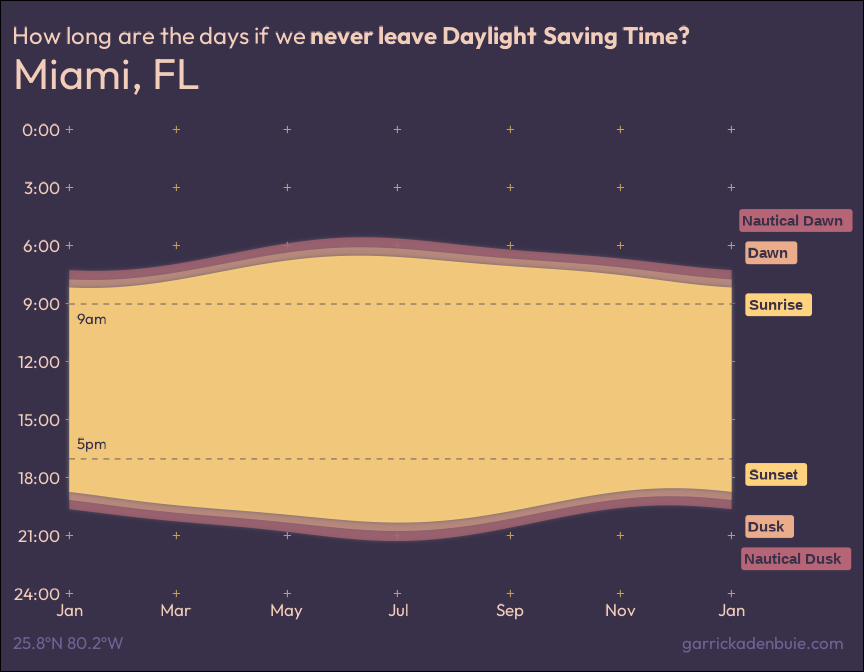 How long are the days if we never leave Daylight Saving Time?
Miami, FL
0:00
3:00
Nautical Dawn
6:00
Dawn
9:00
Sunrise
9am
12:00
15:00
5pm
Sunset
18:00
Dusk
21:00
Nautical Dusk
24:00
Jan Mar May Jul Sep Nov Jan
25.8°N 80.2°W
garrickadenbuie.com